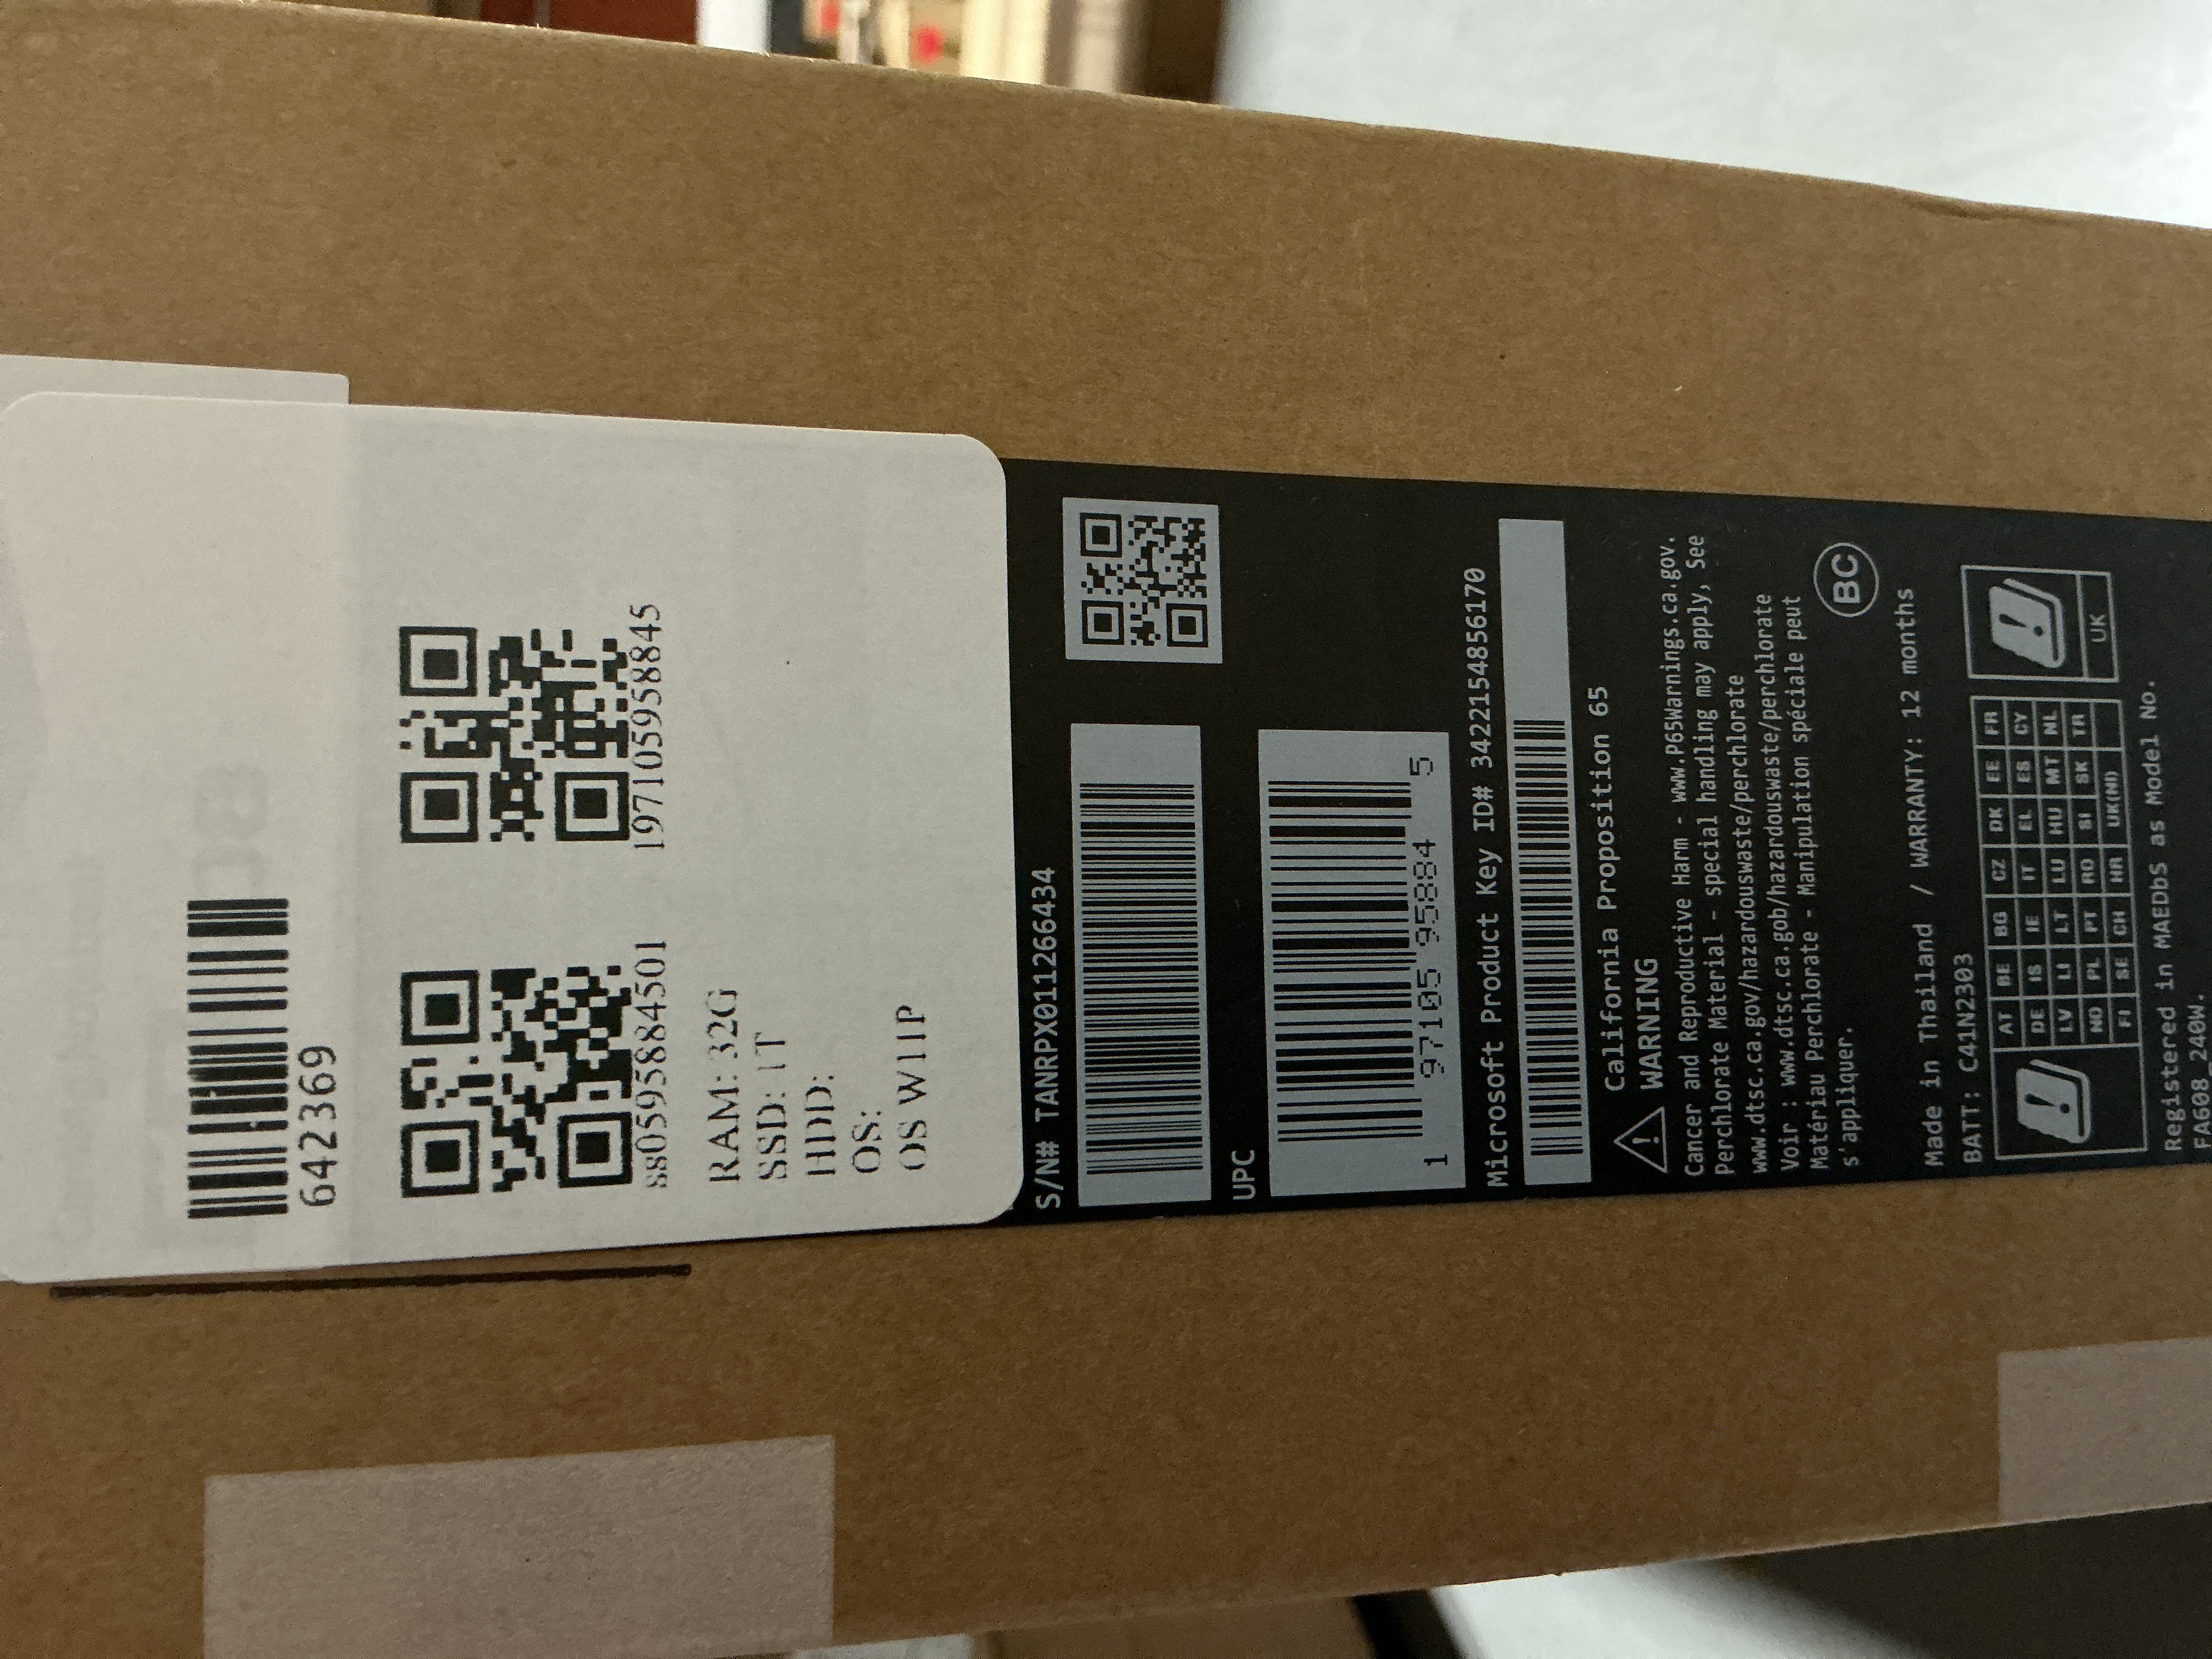 642369
ss059588845​01
197105958845
RAM: 32G
SSD: 1T
HDD:
OS:
OS W11P
S/N# TANRPX011266434
UPC
1 97105 95884 5
Microsoft Product Key ID# 3422154856170
California Proposition 65
WARNING
Cancer and Reproductive Harm - www.P65Warnings.ca.gov.
Perchlorate Material - special handling may apply, See
www.dtsc.ca.gov/hazardouswaste/perchlorate
Voir : www.dtsc.ca.gob/hazardouswaste/perchlorate
Matériau Perchlorate - Manipulation spéciale peut
s'appliquer.
BC
Made in Thailand / WARRANTY: 12 months
BATT: C41N2303
AT BE BG CZ DK EE FR
DE IS IE IT EL ES CY
LV LI LT LU HU MT NL
NO PL PT RO SI SK TR
FI SE CH HR UK(NI)
UK
Registered in MAEDbS as Model No.
FA608_240W.